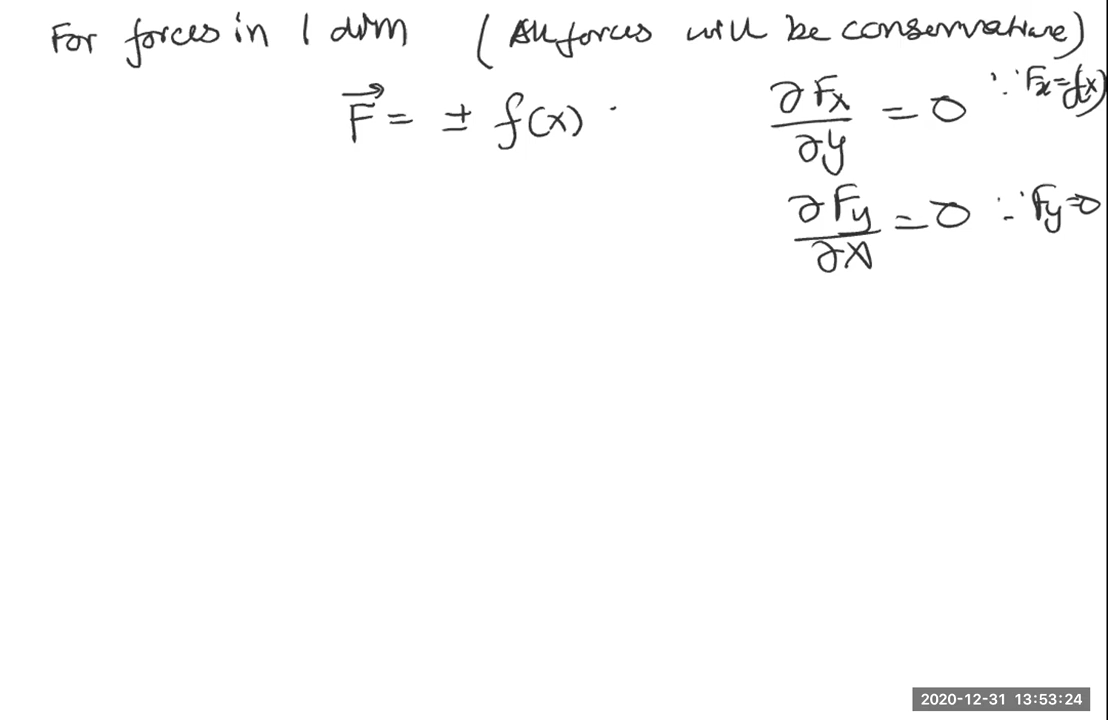 For forces in 1 dim (All forces will be conservative)
F⃗ = ± f(x) ∂Fx/∂y = 0 ∵ Fx=f(x)
∂Fy/∂x = 0 ∵ Fy=0
2020-12-31 13:53:24